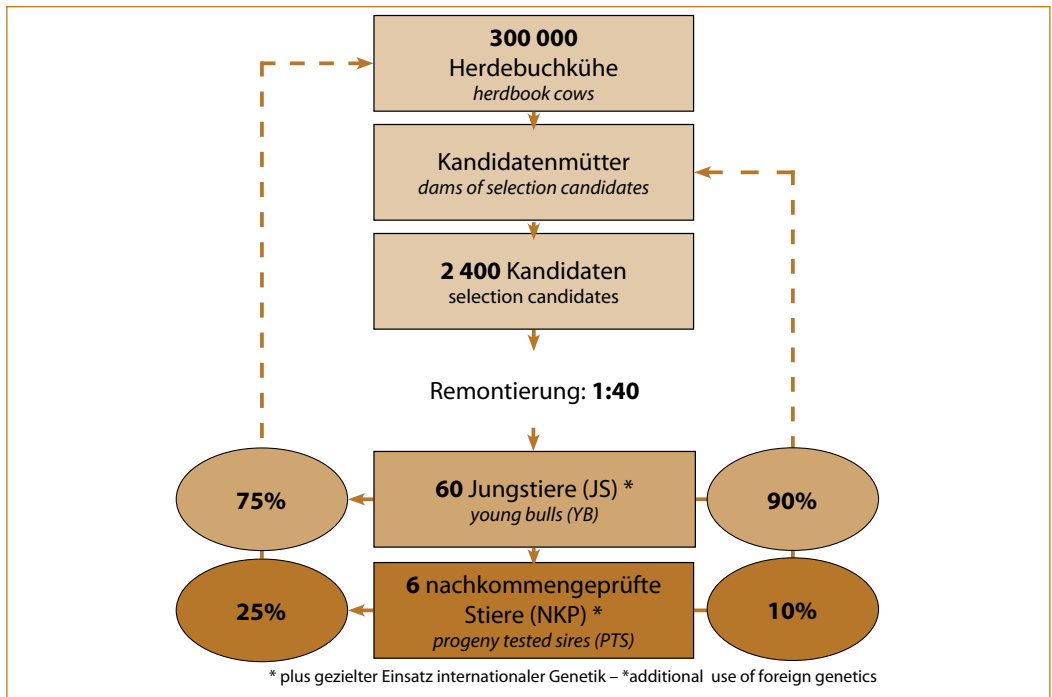 300 000
Herdebuchkühe
herdbook cows
Kandidatenmütter
dams of selection candidates
2 400 Kandidaten
selection candidates
Remontierung: 1:40
75%
60 Jungstiere (JS) *
young bulls (YB)
90%
25%
6 nachkommengeprüfte
Stiere (NKP) *
progeny tested sires (PTS)
10%
* plus gezielter Einsatz internationaler Genetik – *additional use of foreign genetics